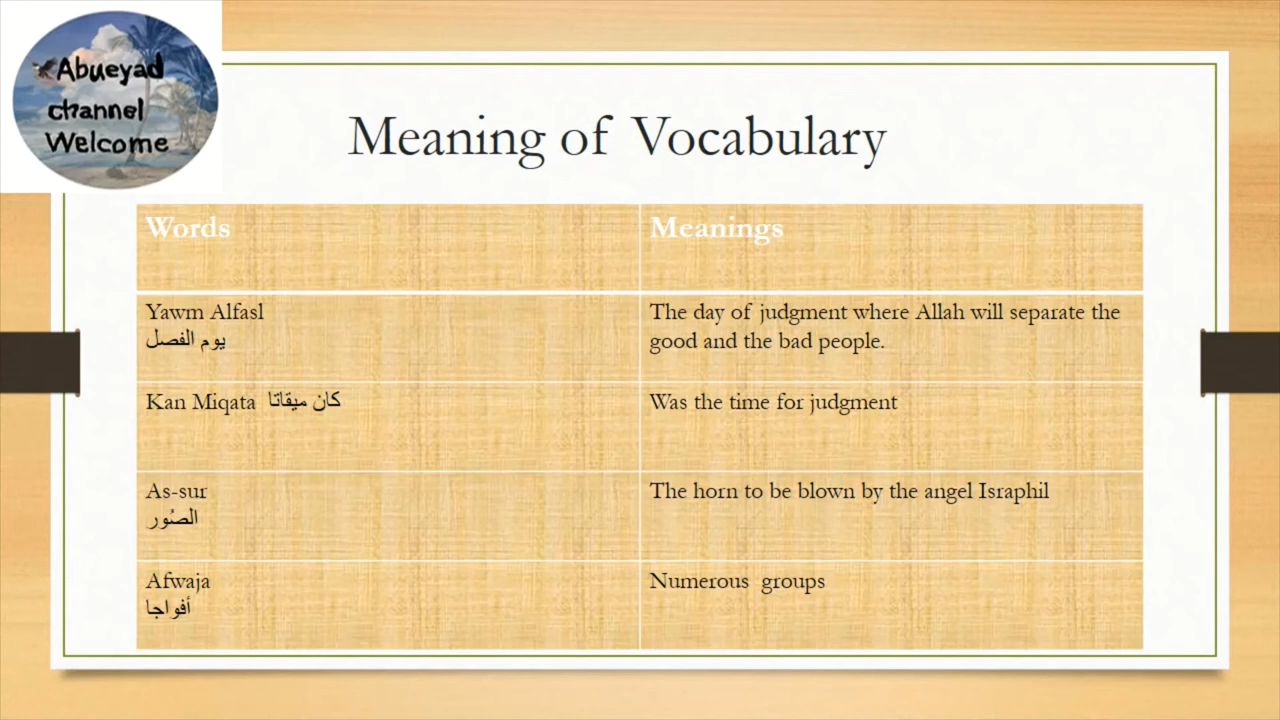 Abueyad
channel
Welcome
Meaning of Vocabulary
Words
Meanings
Yawm Alfasl
يوم الفصل
The day of judgment where Allah will separate the
good and the bad people.
Kan Miqata كان ميقاتا
Was the time for judgment
As-sur
الصُور
The horn to be blown by the angel Israphil
Afwaja
أفواجا
Numerous groups